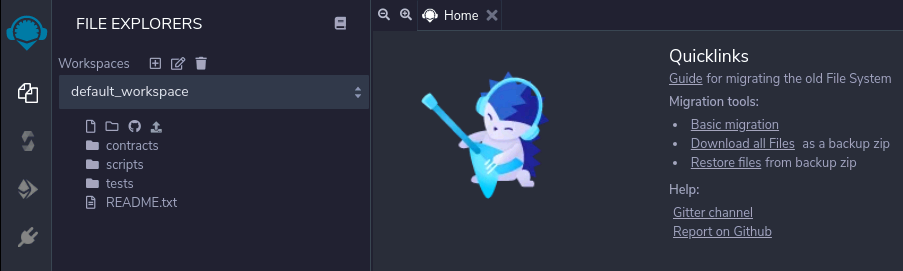 FILE EXPLORERS
Workspaces
default_workspace
contracts
scripts
tests
README.txt
Home
Quicklinks
Guide for migrating the old File System
Migration tools:
Basic migration
Download all Files as a backup zip
Restore files from backup zip
Help:
Gitter channel
Report on Github